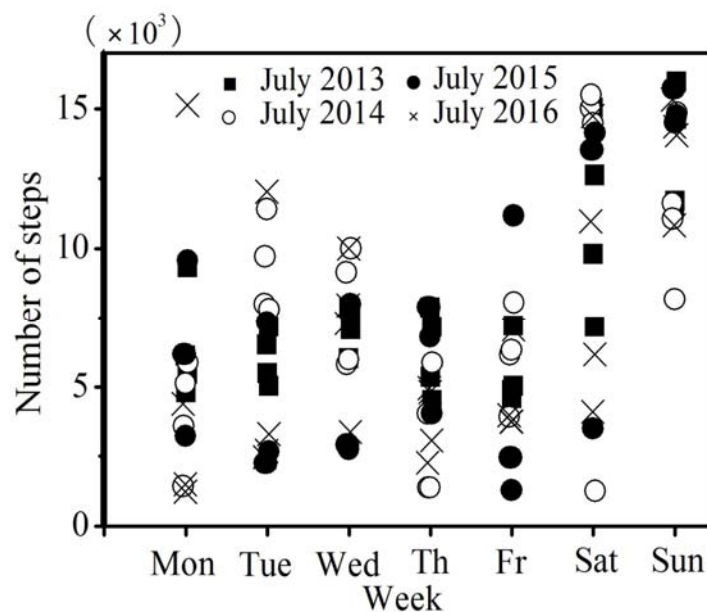 (×10³)
July 2013 July 2015
July 2014 July 2016
15
10
5
0
Number of steps
Mon Tue Wed Th Fr Sat Sun
Week